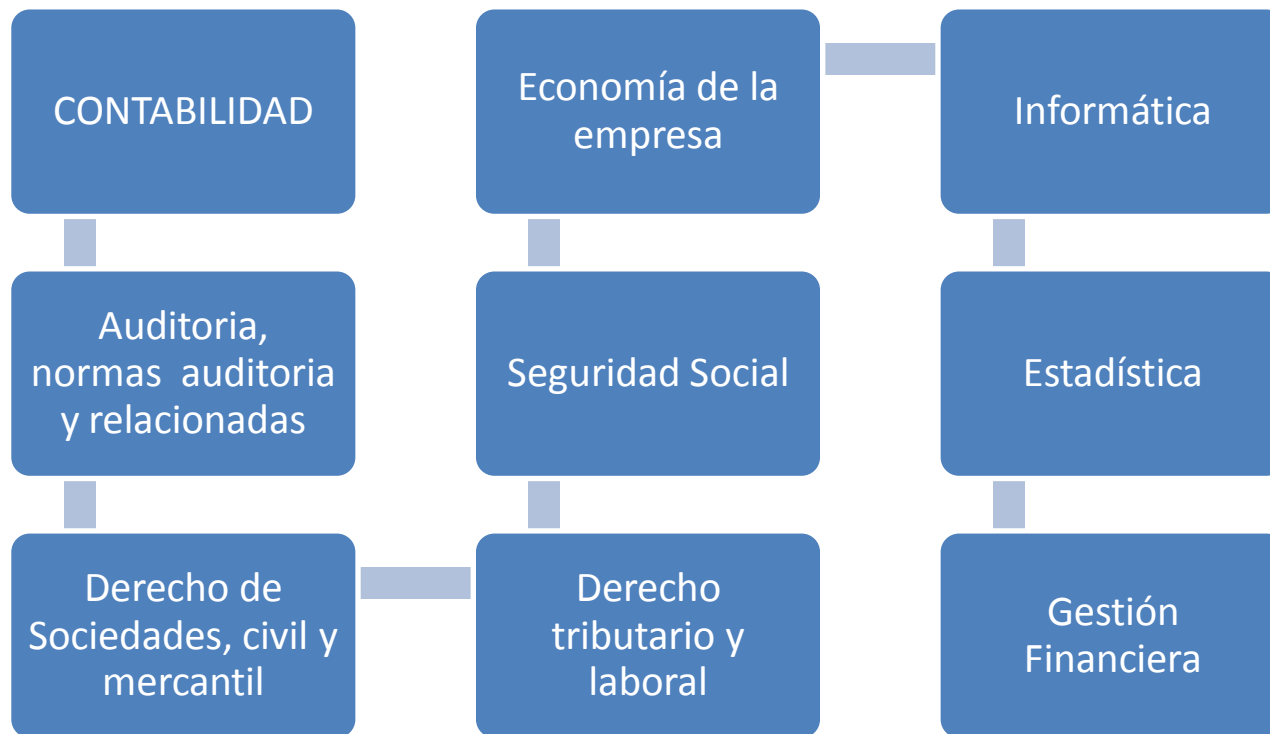 CONTABILIDAD
Auditoria,
normas auditoria
y relacionadas
Derecho de
Sociedades, civil y
mercantil
Derecho
tributario y
laboral
Seguridad Social
Economía de la
empresa
Informática
Estadística
Gestión
Financiera